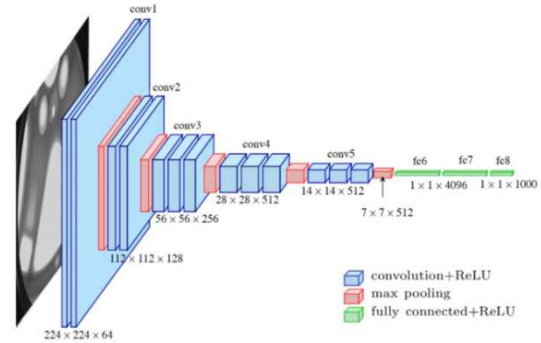 conv1
conv2
conv3
conv4
conv5
fc6
fc7
fc8
1 × 1 × 4096
1 × 1 × 1000
28 × 28 × 512
14 × 14 × 512
7 × 7 × 512
56 × 56 × 256
112 × 112 × 128
224 × 224 × 64
convolution+ReLU
max pooling
fully connected+ReLU